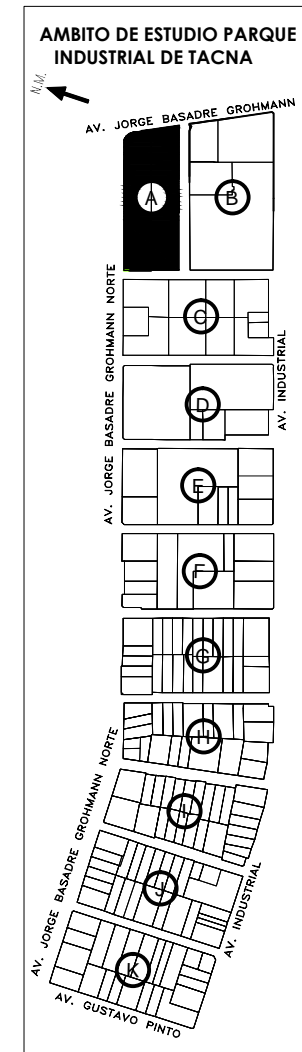 AMBITO DE ESTUDIO PARQUE
INDUSTRIAL DE TACNA
N.M.
AV. JORGE BASADRE GROHMANN
A
B
AV. JORGE BASADRE GROHMANN NORTE
C
AV. INDUSTRIAL
D
E
F
G
H
AV. JORGE BASADRE GROHMANN NORTE
I
J
AV. INDUSTRIAL
K
AV. GUSTAVO PINTO